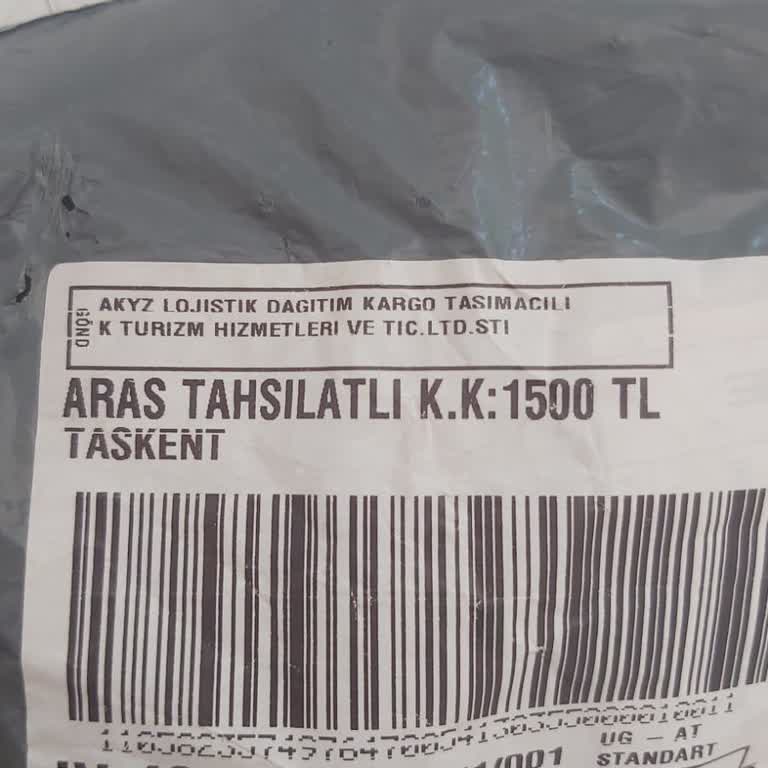 GÖND
AKYZ LOJISTIK DAGITIM KARGO TASIMACILI
K TURIZM HIZMETLERI VE TIC.LTD.STI
ARAS TAHSILATLI K.K:1500 TL
TASKENT
UG – AT
STANDART